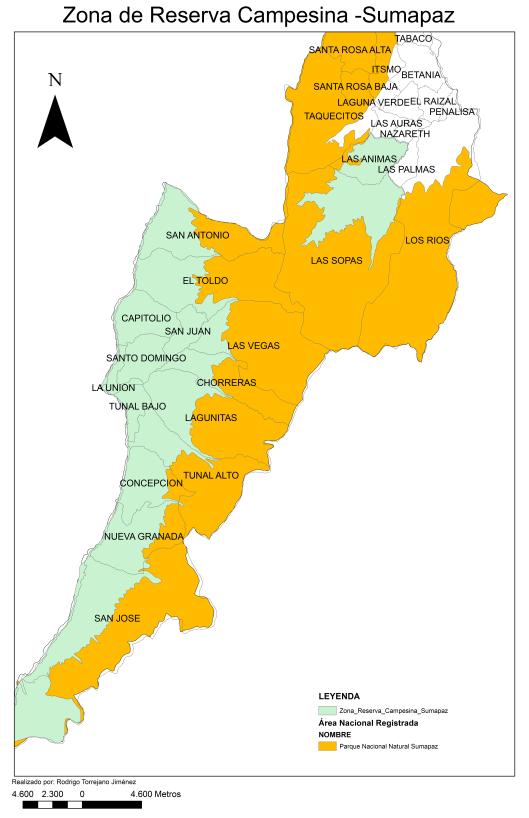 Zona de Reserva Campesina -Sumapaz
TABACO
SANTA ROSA ALTA
N
ITSMO
BETANIA
SANTA ROSA BAJA
LAGUNA VERDE
EL RAIZAL
PEÑALISA
TAQUECITOS
LAS AURAS
NAZARETH
LAS ANIMAS
LAS PALMAS
SAN ANTONIO
LOS RIOS
LAS SOPAS
EL TOLDO
CAPITOLIO
SAN JUAN
LAS VEGAS
SANTO DOMINGO
CHORRERAS
LA UNION
TUNAL BAJO
LAGUNITAS
TUNAL ALTO
CONCEPCION
NUEVA GRANADA
SAN JOSE
LEYENDA
Zona_Reserva_Campesina_Sumapaz
Área Nacional Registrada
NOMBRE
Parque Nacional Natural Sumapaz
Realizado por: Rodrigo Torrejano Jiménez
4.600 2.300 0 4.600 Metros